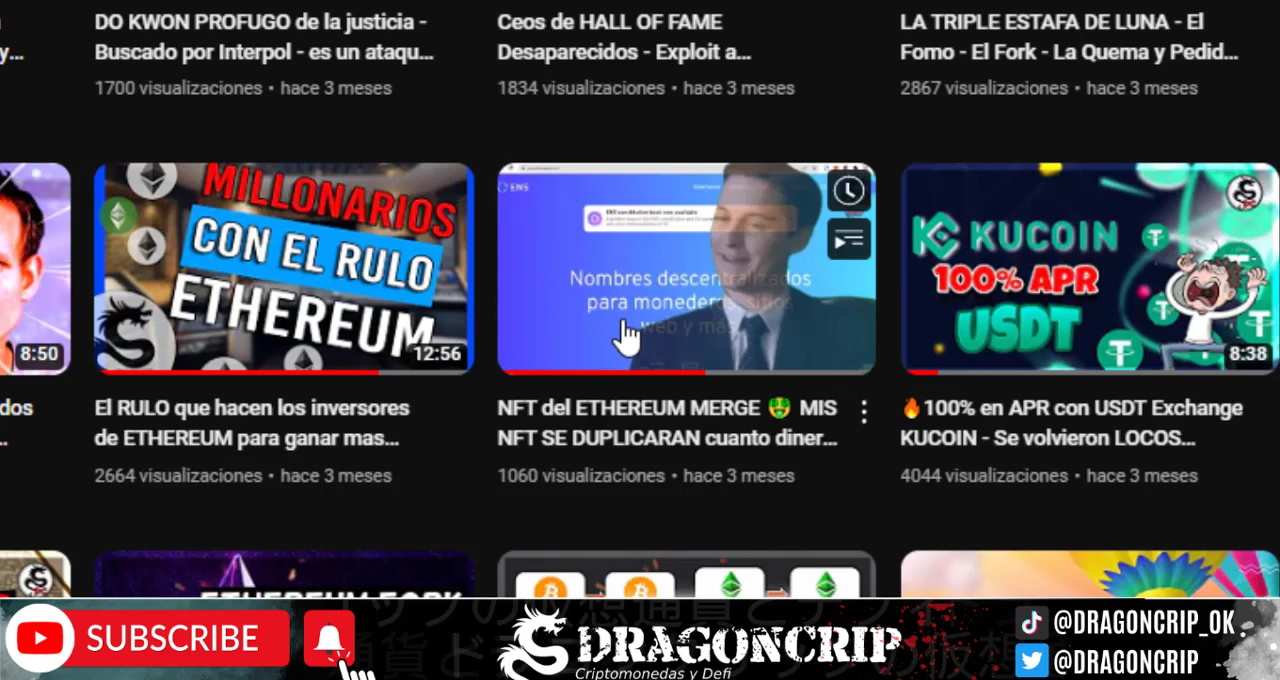 y...
DO KWON PROFUGO de la justicia -
Buscado por Interpol - es un ataqu...
1700 visualizaciones • hace 3 meses
Ceos de HALL OF FAME
Desaparecidos - Exploit a...
1834 visualizaciones • hace 3 meses
LA TRIPLE ESTAFA DE LUNA - El
Fomo - El Fork - La Quema y Pedid...
2867 visualizaciones • hace 3 meses
8:50
MILLONARIOS
CON EL RULO
ETHEREUM
12:56
ENS
Nombres descentralizados
para monederos, sitios
web y más
KUCOIN
100% APR
USDT
8:38
dos
...
El RULO que hacen los inversores
de ETHEREUM para ganar mas...
2664 visualizaciones • hace 3 meses
NFT del ETHEREUM MERGE 🤑 MIS
NFT SE DUPLICARAN cuanto diner...
1060 visualizaciones • hace 3 meses
🔥100% en APR con USDT Exchange
KUCOIN - Se volvieron LOCOS...
4044 visualizaciones • hace 3 meses
ETHEREUM FORK
SUBSCRIBE
DRAGONCRIP
Criptomonedas y Defi
@DRAGONCRIP_OK
@DRAGONCRIP